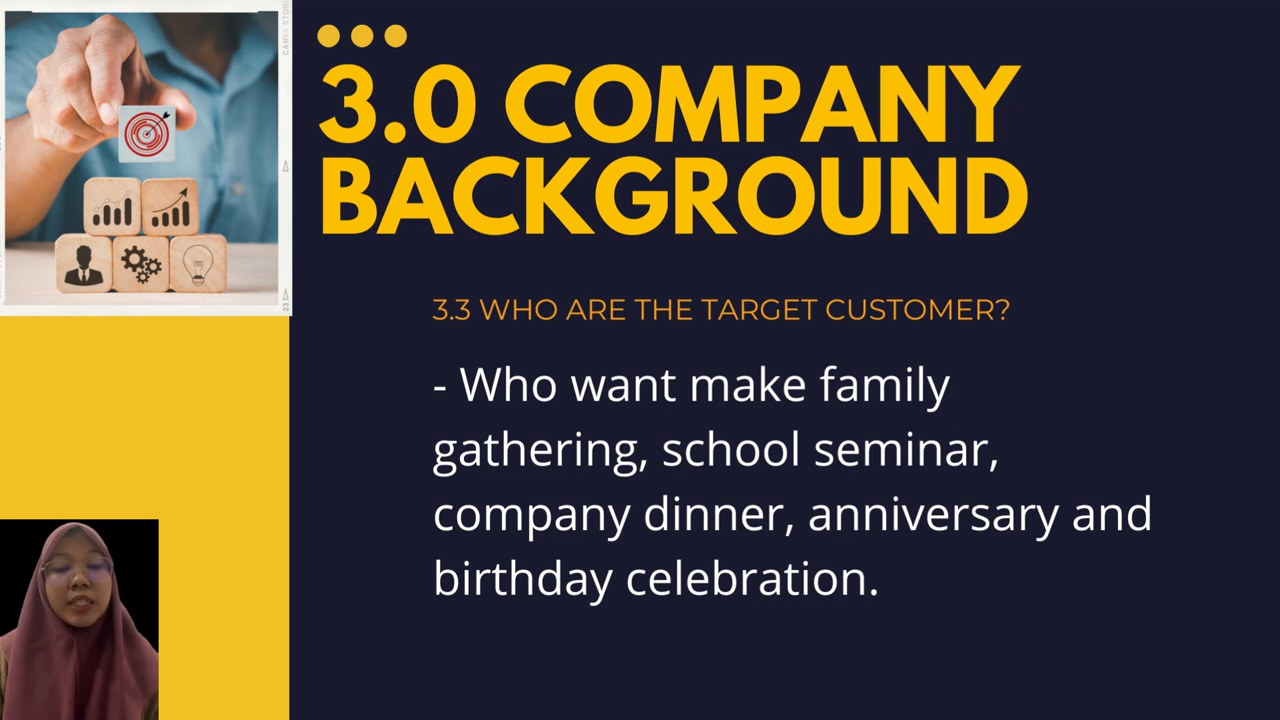 3.0 COMPANY
BACKGROUND
3.3 WHO ARE THE TARGET CUSTOMER?
- Who want make family
gathering, school seminar,
company dinner, anniversary and
birthday celebration.